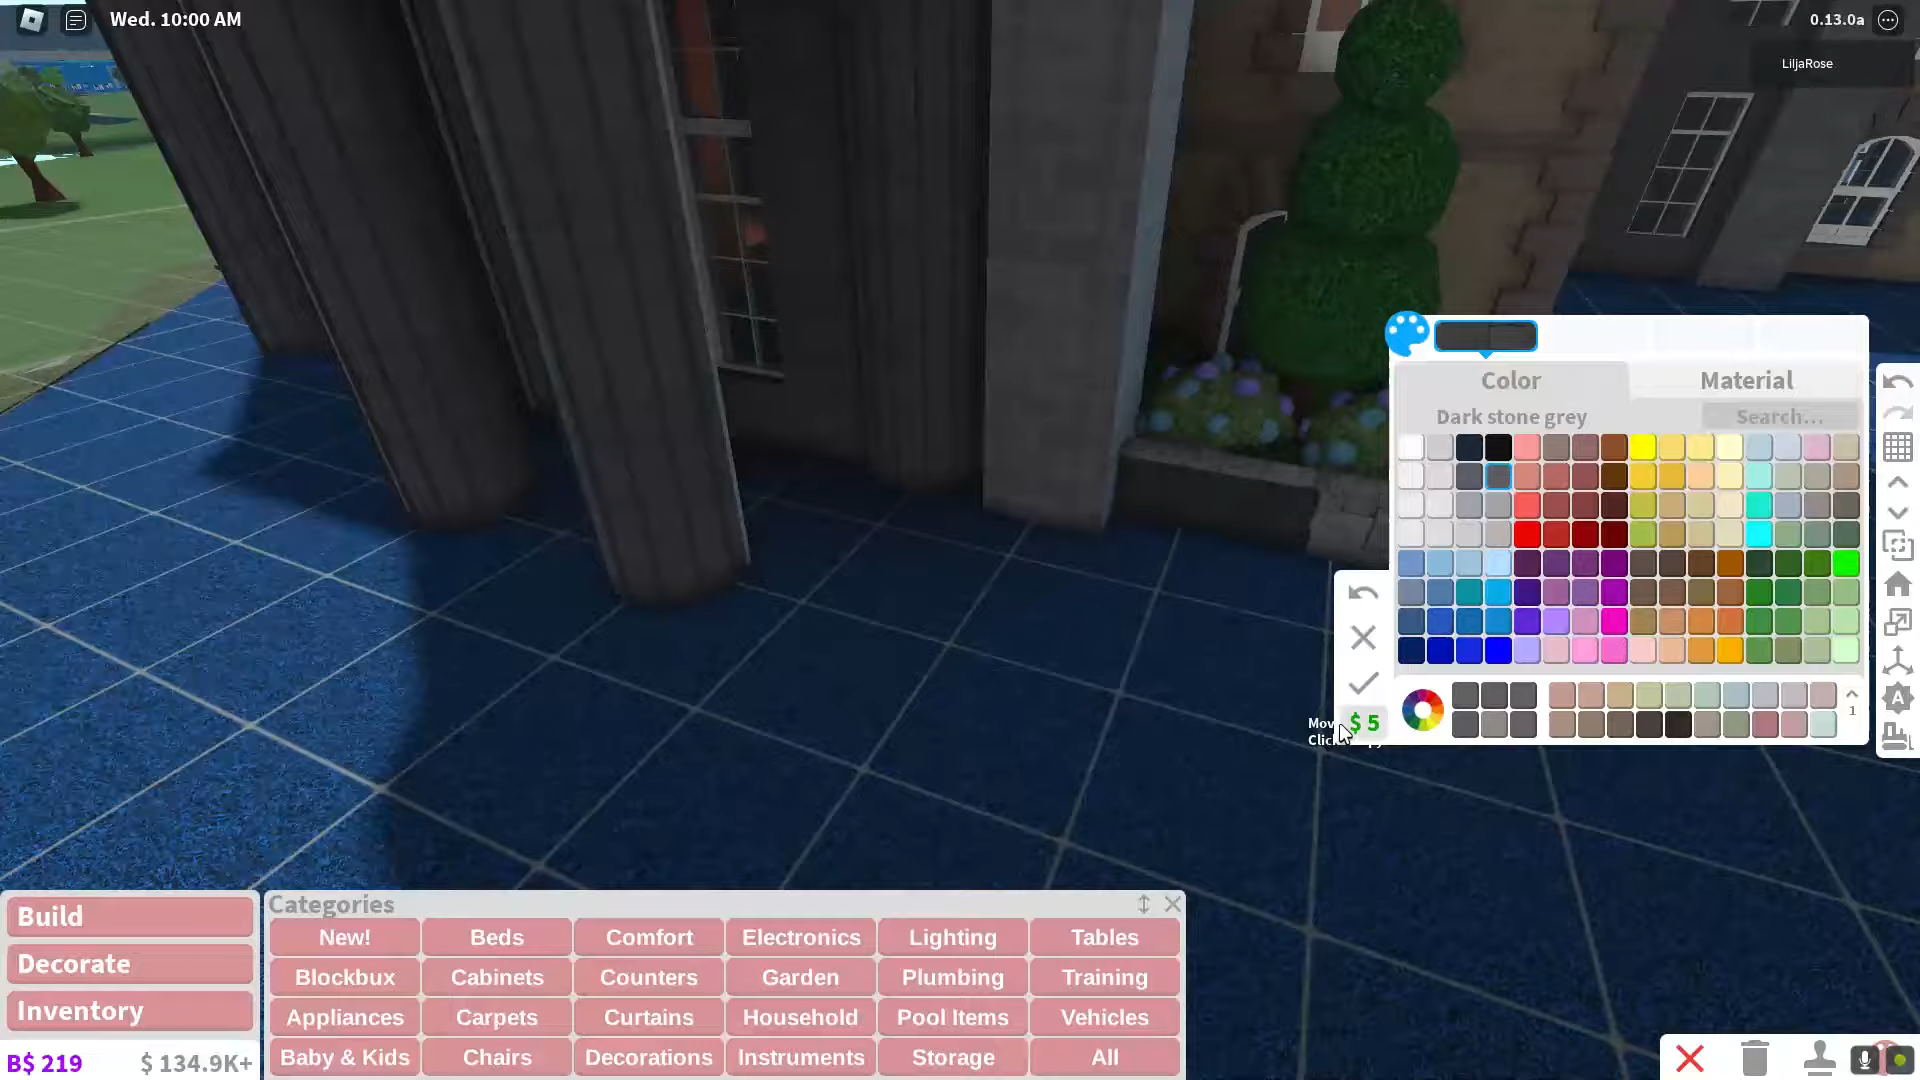 Wed. 10:00 AM
0.13.0a
LiljaRose
Color
Material
Dark stone grey
Search...
1
$ 5
Build
Decorate
Inventory
B$ 219
$ 134.9K+
Categories
New!
Beds
Comfort
Electronics
Lighting
Tables
Blockbux
Cabinets
Counters
Garden
Plumbing
Training
Appliances
Carpets
Curtains
Household
Pool Items
Vehicles
Baby & Kids
Chairs
Decorations
Instruments
Storage
All
A